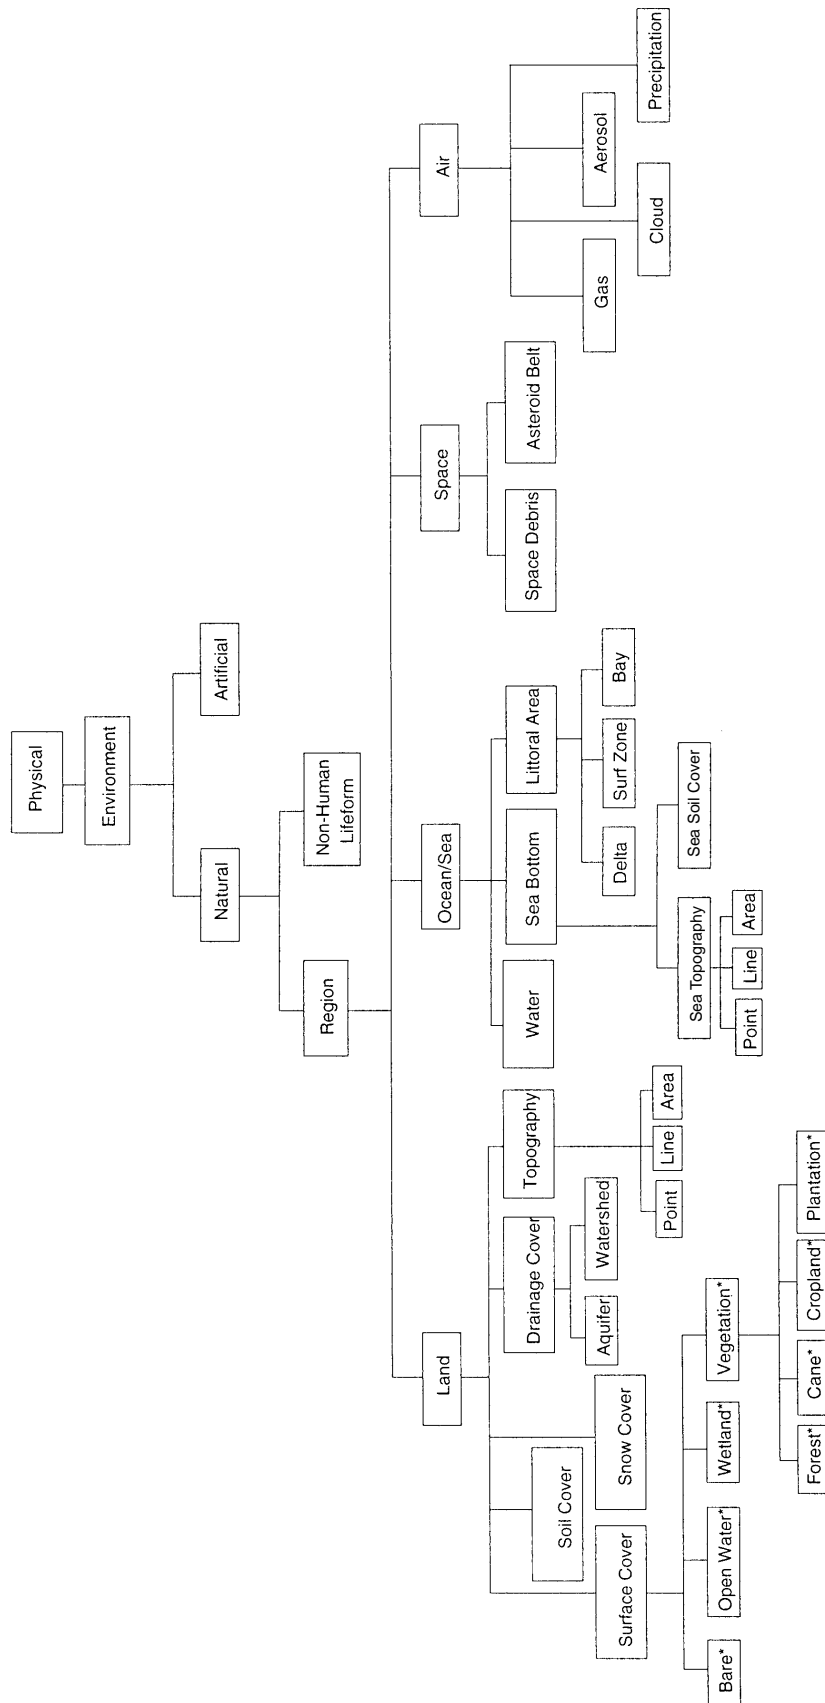 Physical
Environment
Natural
Artificial
Region
Non-Human
Lifeform
Land
Ocean/Sea
Space
Air
Surface Cover
Soil Cover
Snow Cover
Drainage Cover
Topography
Aquifer
Watershed
Point
Line
Area
Bare*
Open Water*
Wetland*
Vegetation*
Forest*
Cane*
Cropland*
Plantation*
Water
Sea Bottom
Littoral Area
Delta
Surf Zone
Bay
Sea Topography
Sea Soil Cover
Point
Line
Area
Space Debris
Asteroid Belt
Gas
Cloud
Aerosol
Precipitation